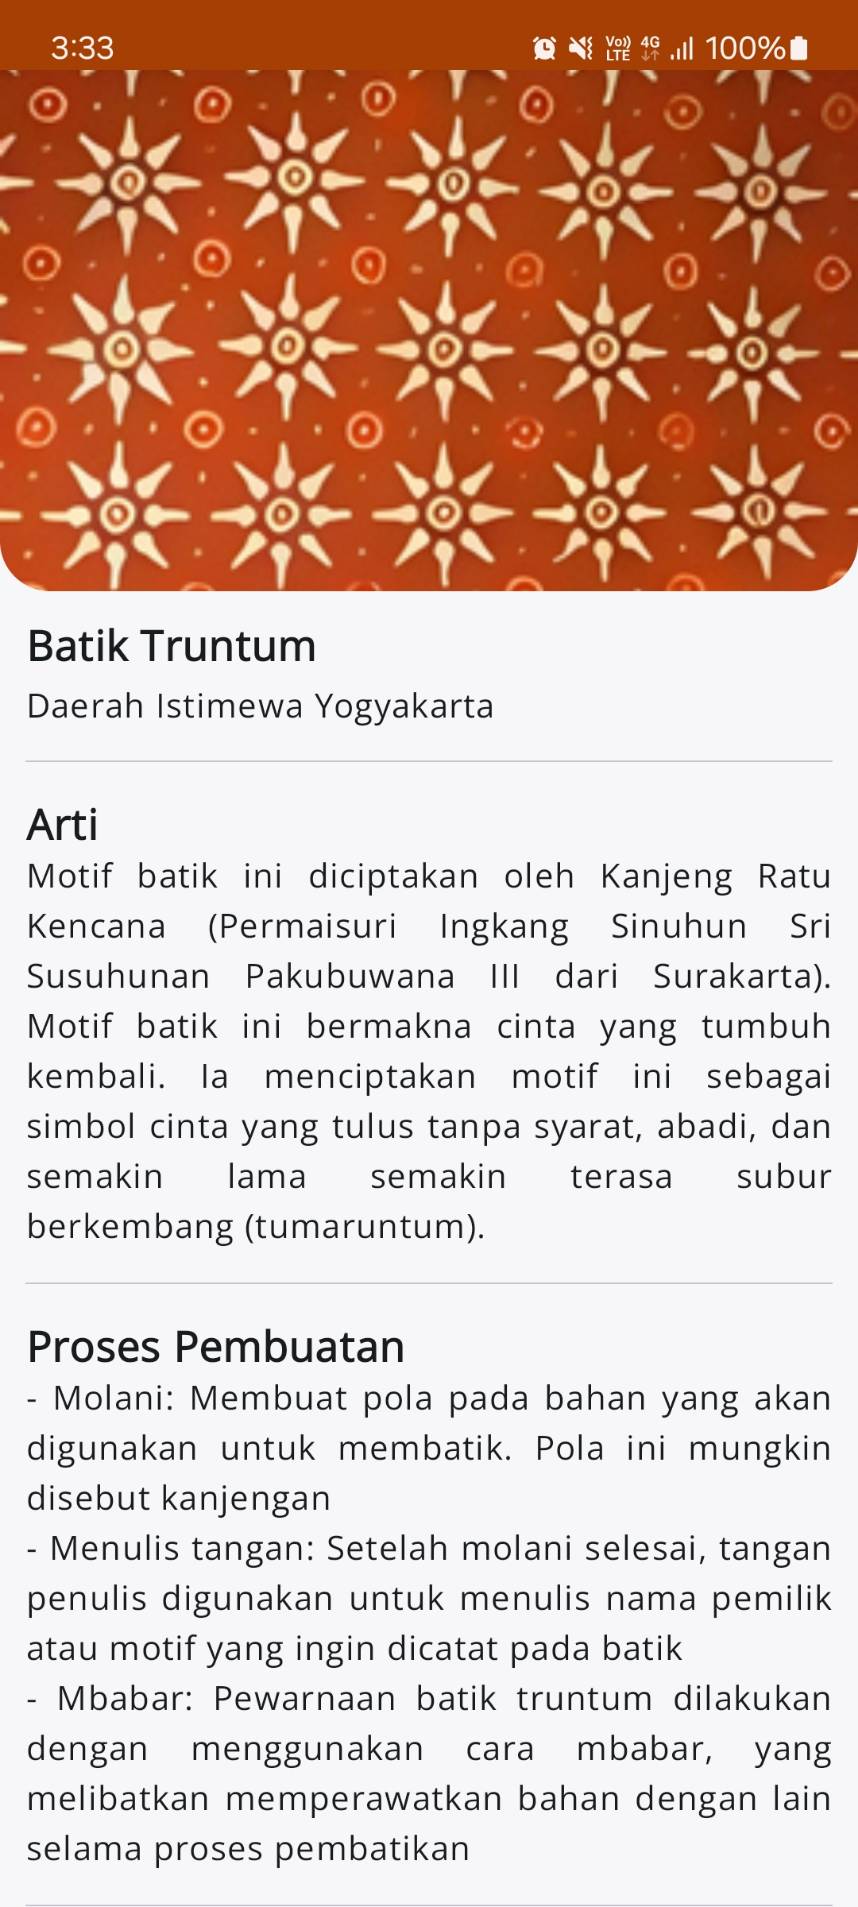 3:33
Vo))
LTE
4G
100%
Batik Truntum
Daerah Istimewa Yogyakarta
Arti
Motif batik ini diciptakan oleh Kanjeng Ratu
Kencana (Permaisuri Ingkang Sinuhun Sri
Susuhunan Pakubuwana III dari Surakarta).
Motif batik ini bermakna cinta yang tumbuh
kembali. Ia menciptakan motif ini sebagai
simbol cinta yang tulus tanpa syarat, abadi, dan
semakin lama semakin terasa subur
berkembang (tumaruntum).
Proses Pembuatan
- Molani: Membuat pola pada bahan yang akan
digunakan untuk membatik. Pola ini mungkin
disebut kanjengan
- Menulis tangan: Setelah molani selesai, tangan
penulis digunakan untuk menulis nama pemilik
atau motif yang ingin dicatat pada batik
- Mbabar: Pewarnaan batik truntum dilakukan
dengan menggunakan cara mbabar, yang
melibatkan memperawatkan bahan dengan lain
selama proses pembatikan